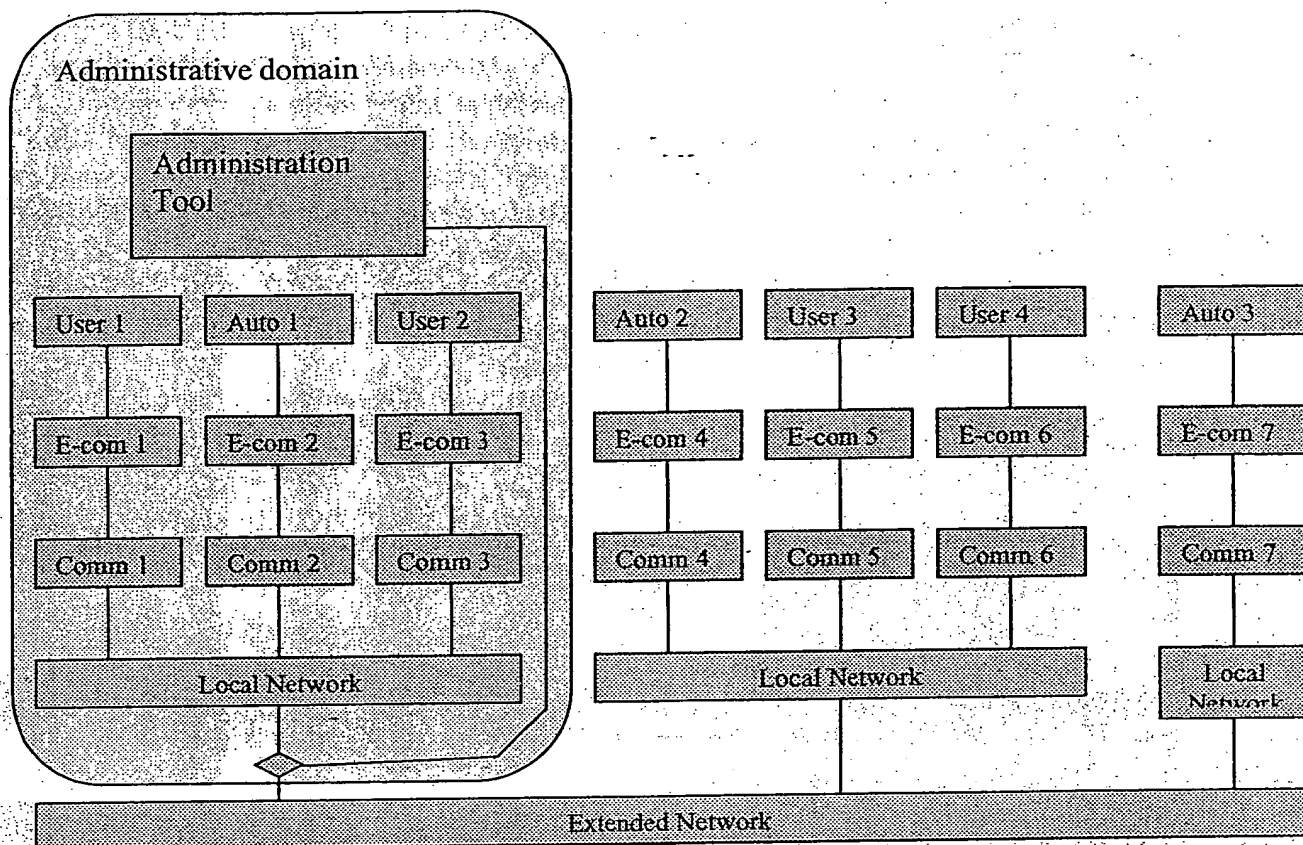 Administrative domain
Administration
Tool
User 1
Auto 1
User 2
Auto 2
User 3
User 4
Auto 3
E-com 1
E-com 2
E-com 3
E-com 4
E-com 5
E-com 6
E-com 7
Comm 1
Comm 2
Comm 3
Comm 4
Comm 5
Comm 6
Comm 7
Local Network
Local Network
Local
Network
Extended Network